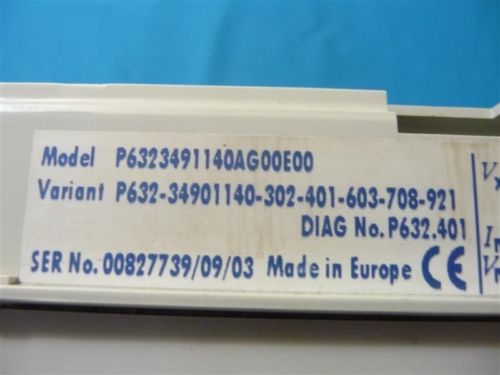 Model P6323491140AG00E00
Variant P632-34901140-302-401-603-708-921
DIAG No. P632.401
SER No. 00827739/09/03 Made in Europe CE